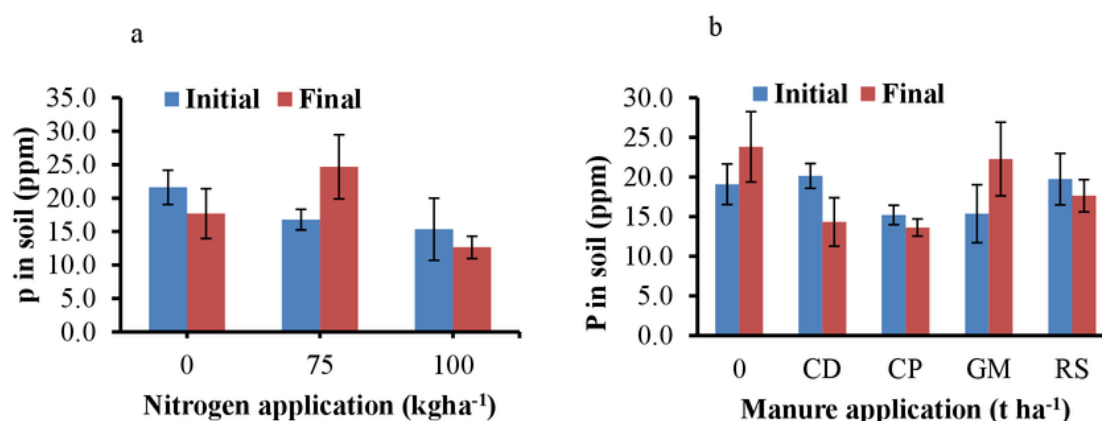 a
Initial Final
35.0
30.0
25.0
20.0
15.0
10.0
5.0
0.0
p in soil (ppm)
0 75 100
Nitrogen application (kgha-1)
b
Initial Final
30.0
25.0
20.0
15.0
10.0
5.0
0.0
P in soil (ppm)
0 CD CP GM RS
Manure application (t ha-1)